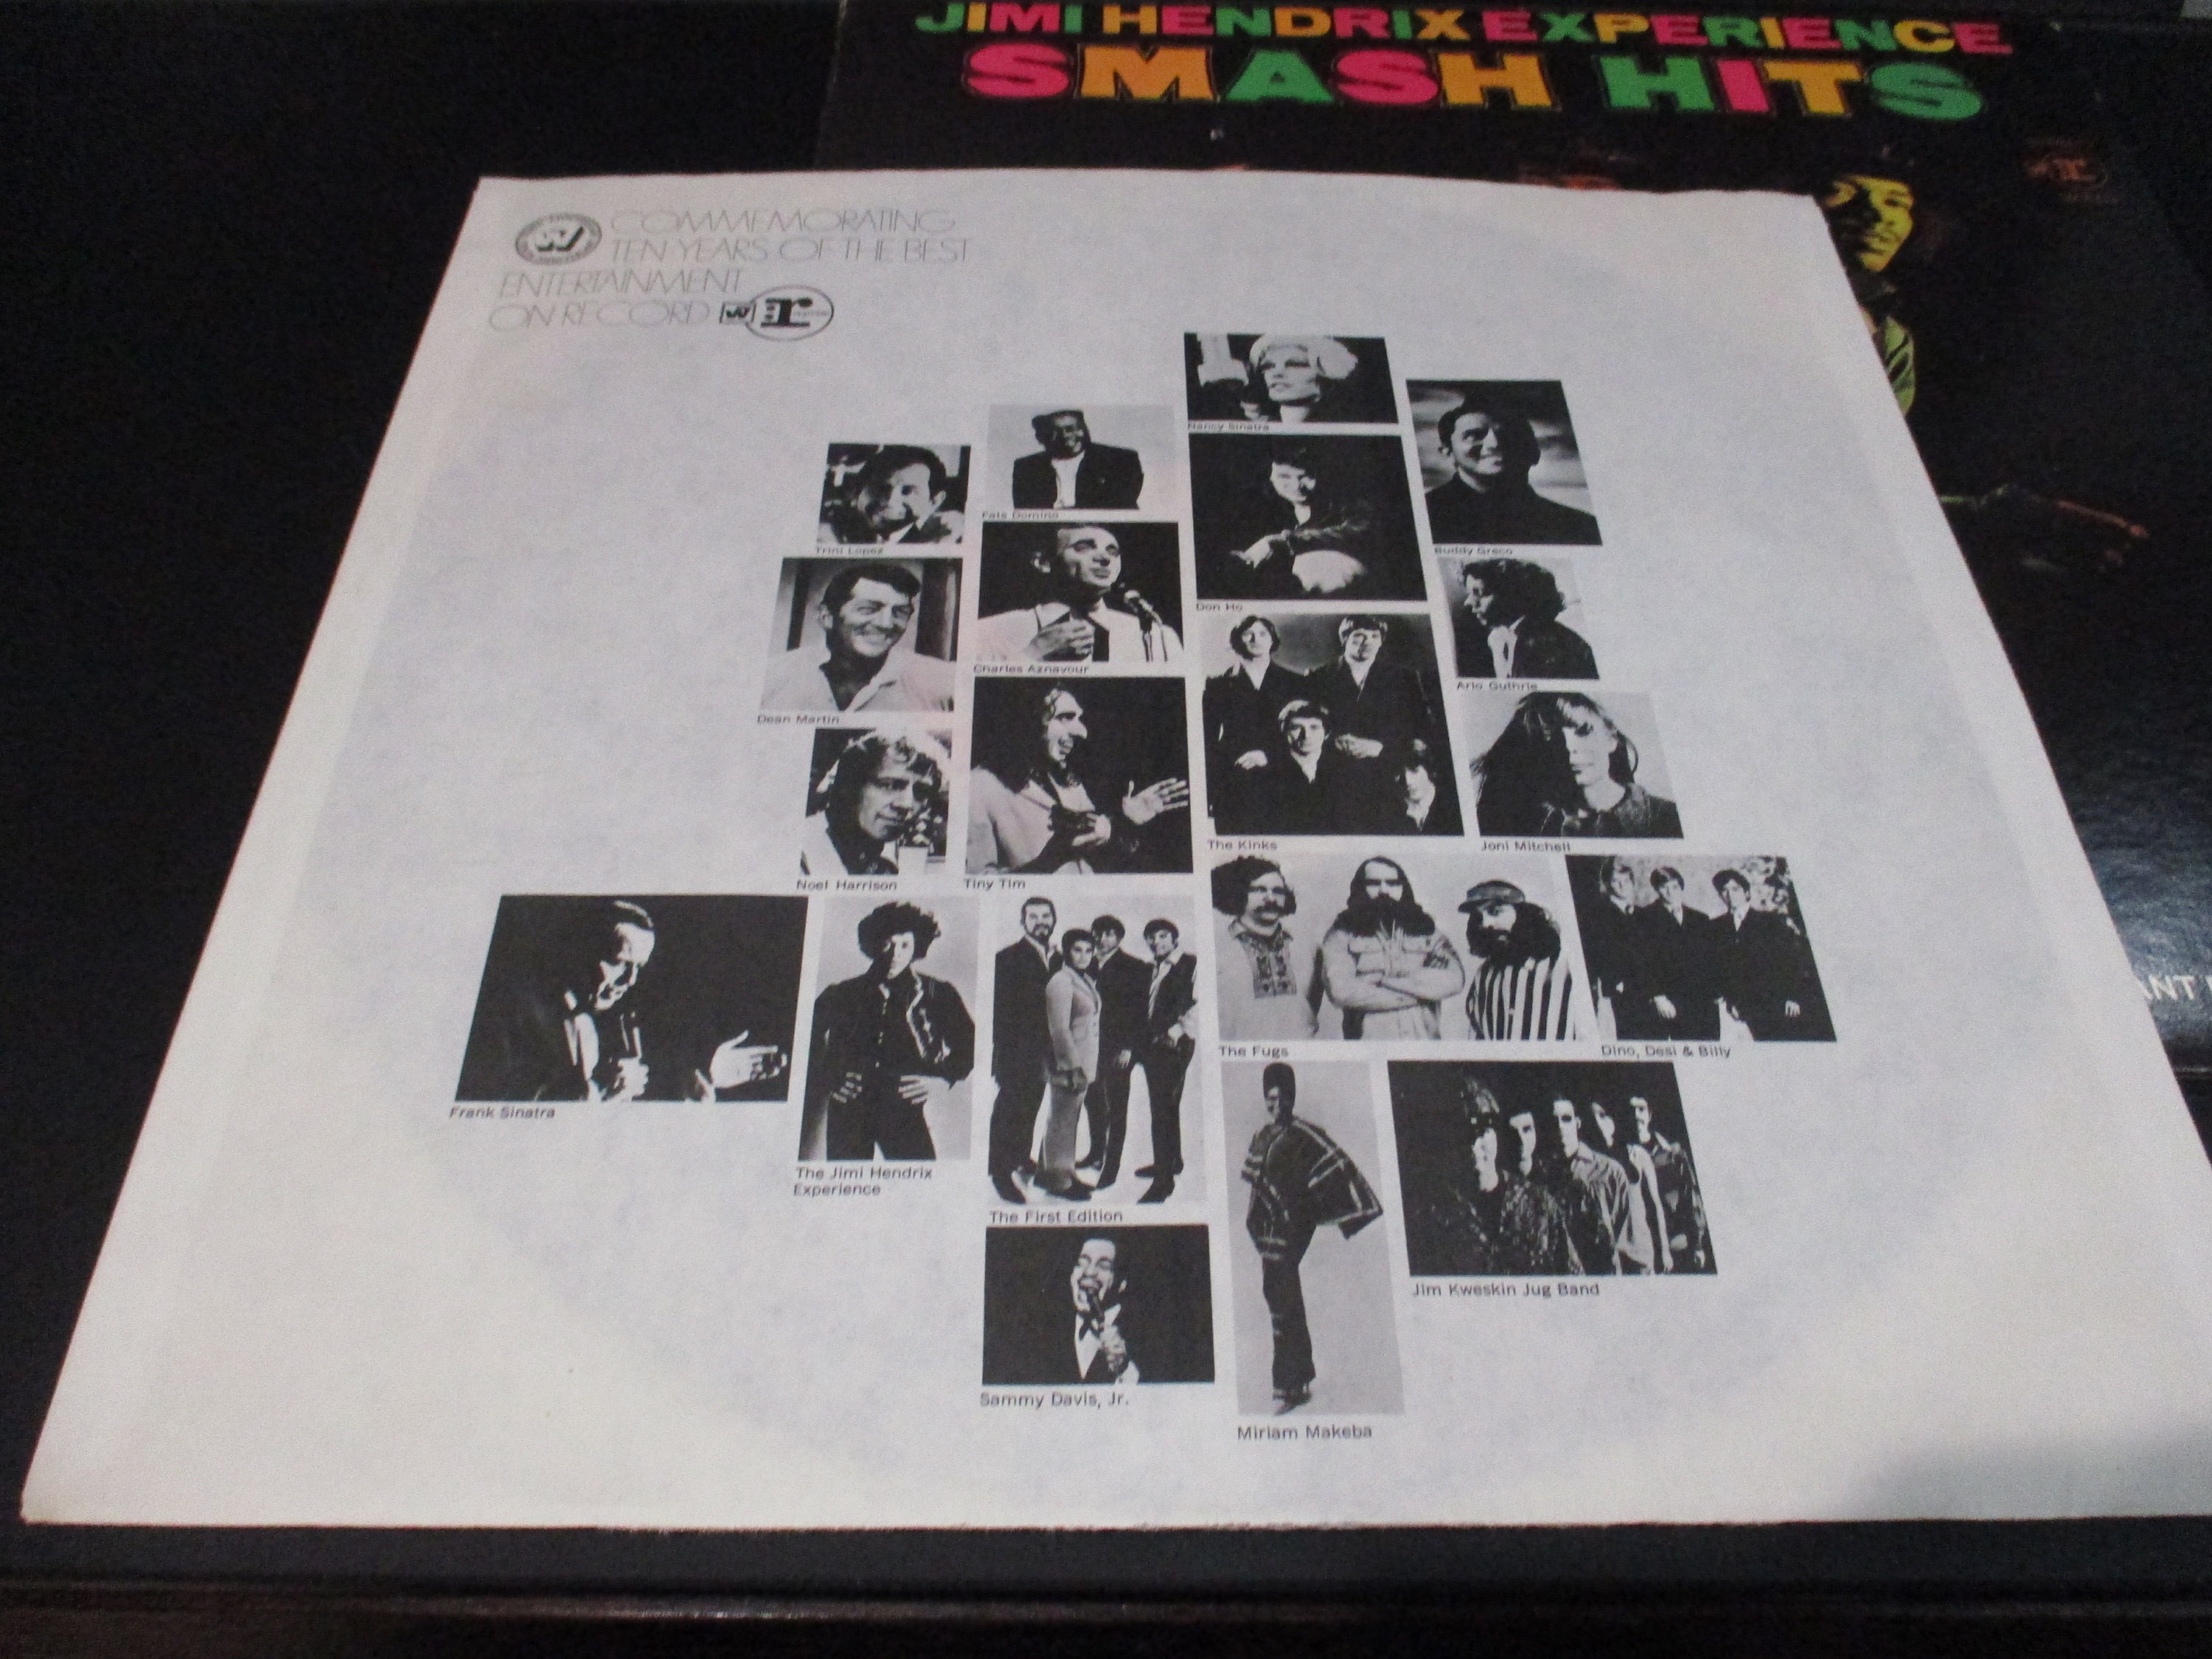 JIMI HENDRIX EXPERIENCE
SMASH HITS
COMMEMORATING
TEN YEARS OF THE BEST
ENTERTAINMENT
ON RECORD
W
r
Nancy Sinatra
Fats Domino
Trini Lopez
Buddy Greco
Don Ho
Charles Aznavour
Arlo Guthrie
Dean Martin
The Kinks
Joni Mitchell
Noel Harrison
Tiny Tim
The Fugs
Dino, Desi & Billy
Frank Sinatra
The Jimi Hendrix
Experience
The First Edition
Jim Kweskin Jug Band
Sammy Davis, Jr.
Miriam Makeba